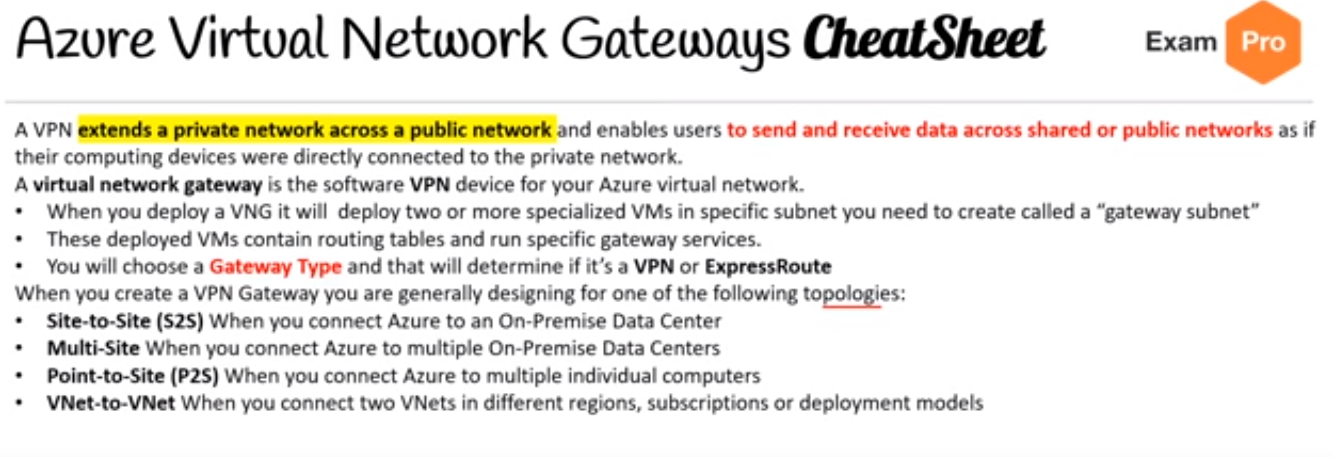 Azure Virtual Network Gateways CheatSheet
Exam Pro
A VPN extends a private network across a public network and enables users to send and receive data across shared or public networks as if
their computing devices were directly connected to the private network.
A virtual network gateway is the software VPN device for your Azure virtual network.
• When you deploy a VNG it will deploy two or more specialized VMs in specific subnet you need to create called a “gateway subnet”
• These deployed VMs contain routing tables and run specific gateway services.
• You will choose a Gateway Type and that will determine if it’s a VPN or ExpressRoute
When you create a VPN Gateway you are generally designing for one of the following topologies:
• Site-to-Site (S2S) When you connect Azure to an On-Premise Data Center
• Multi-Site When you connect Azure to multiple On-Premise Data Centers
• Point-to-Site (P2S) When you connect Azure to multiple individual computers
• VNet-to-VNet When you connect two VNets in different regions, subscriptions or deployment models